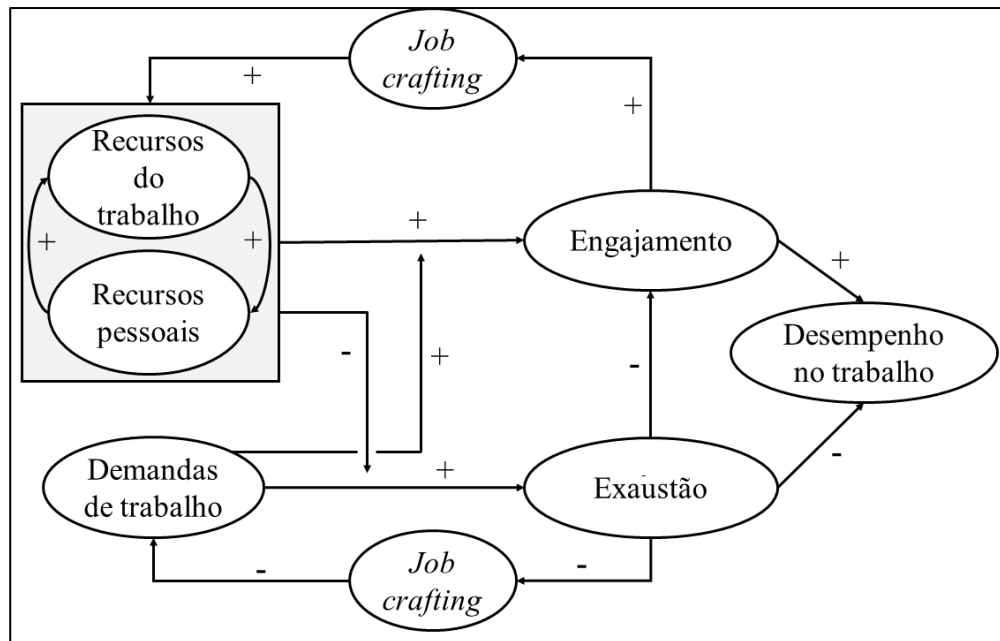 Job
crafting
+
+
Recursos
do
trabalho
+
+
+
Engajamento
+
Recursos
pessoais
-
+
-
Desempenho
no trabalho
Demandas
de trabalho
+
Exaustão
-
-
Job
crafting
-